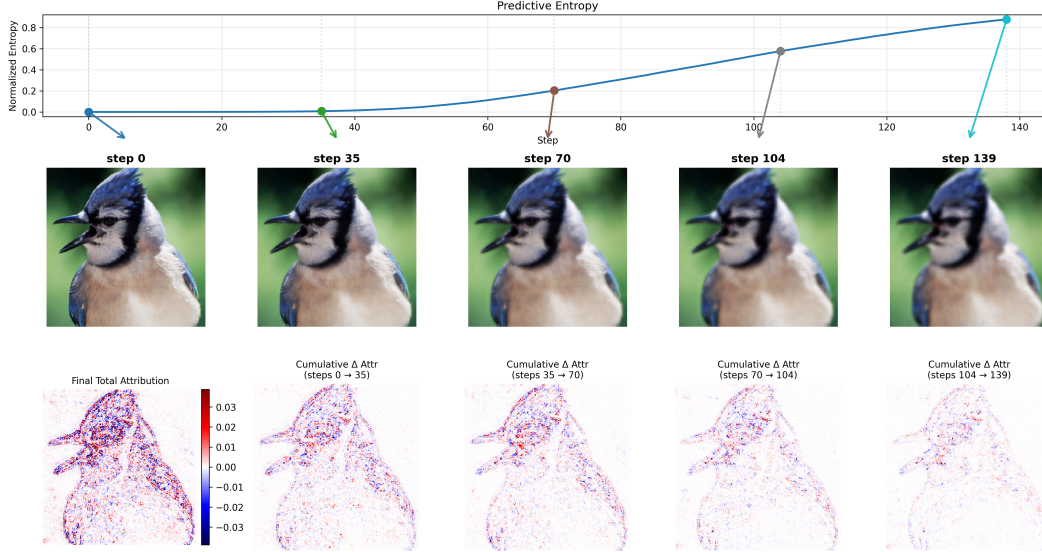 Predictive Entropy
Normalized Entropy
0.8
0.6
0.4
0.2
0.0
0 20 40 60 80 100 120 140
Step
step 0 step 35 step 70 step 104 step 139
Final Total Attribution
0.03
0.02
0.01
0.00
−0.01
−0.02
−0.03
Cumulative Δ Attr
(steps 0 → 35)
Cumulative Δ Attr
(steps 35 → 70)
Cumulative Δ Attr
(steps 70 → 104)
Cumulative Δ Attr
(steps 104 → 139)